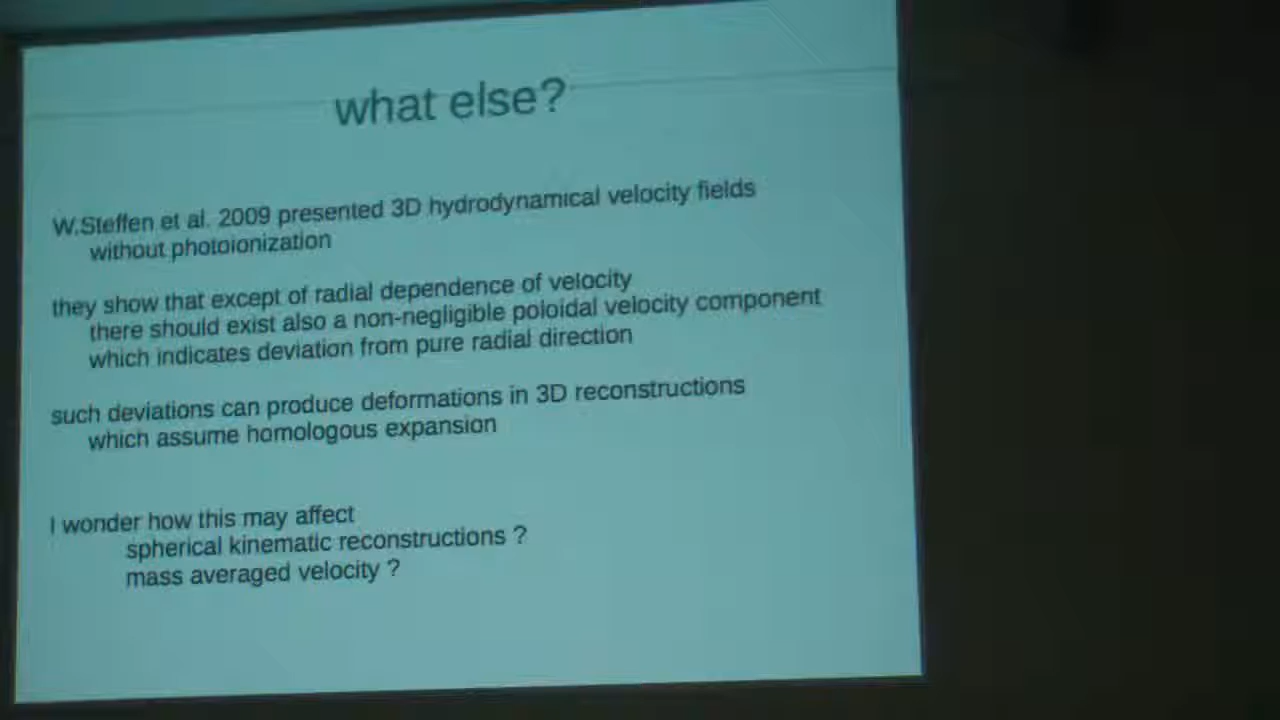 what else?
W.Steffen et al. 2009 presented 3D hydrodynamical velocity fields
without photoionization
they show that except of radial dependence of velocity
there should exist also a non-negligible poloidal velocity component
which indicates deviation from pure radial direction
such deviations can produce deformations in 3D reconstructions
which assume homologous expansion
I wonder how this may affect
spherical kinematic reconstructions ?
mass averaged velocity ?